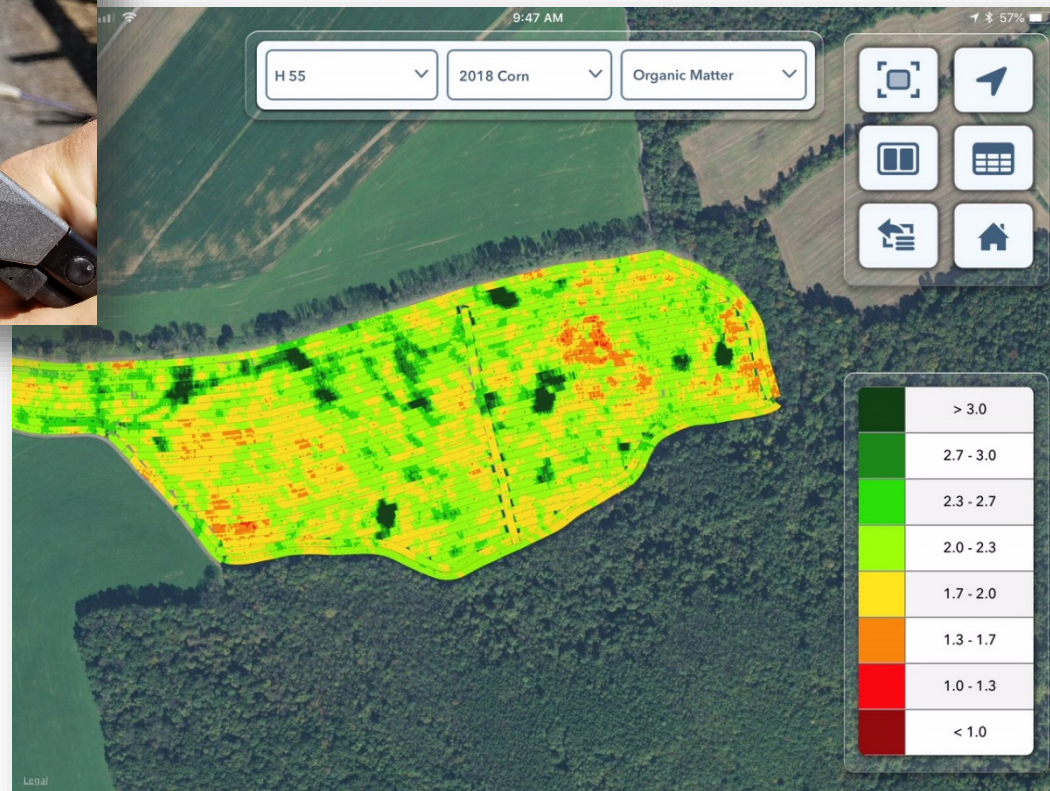 9:47 AM
57%
H 55
2018 Corn
Organic Matter
> 3.0
2.7 - 3.0
2.3 - 2.7
2.0 - 2.3
1.7 - 2.0
1.3 - 1.7
1.0 - 1.3
< 1.0
Legal